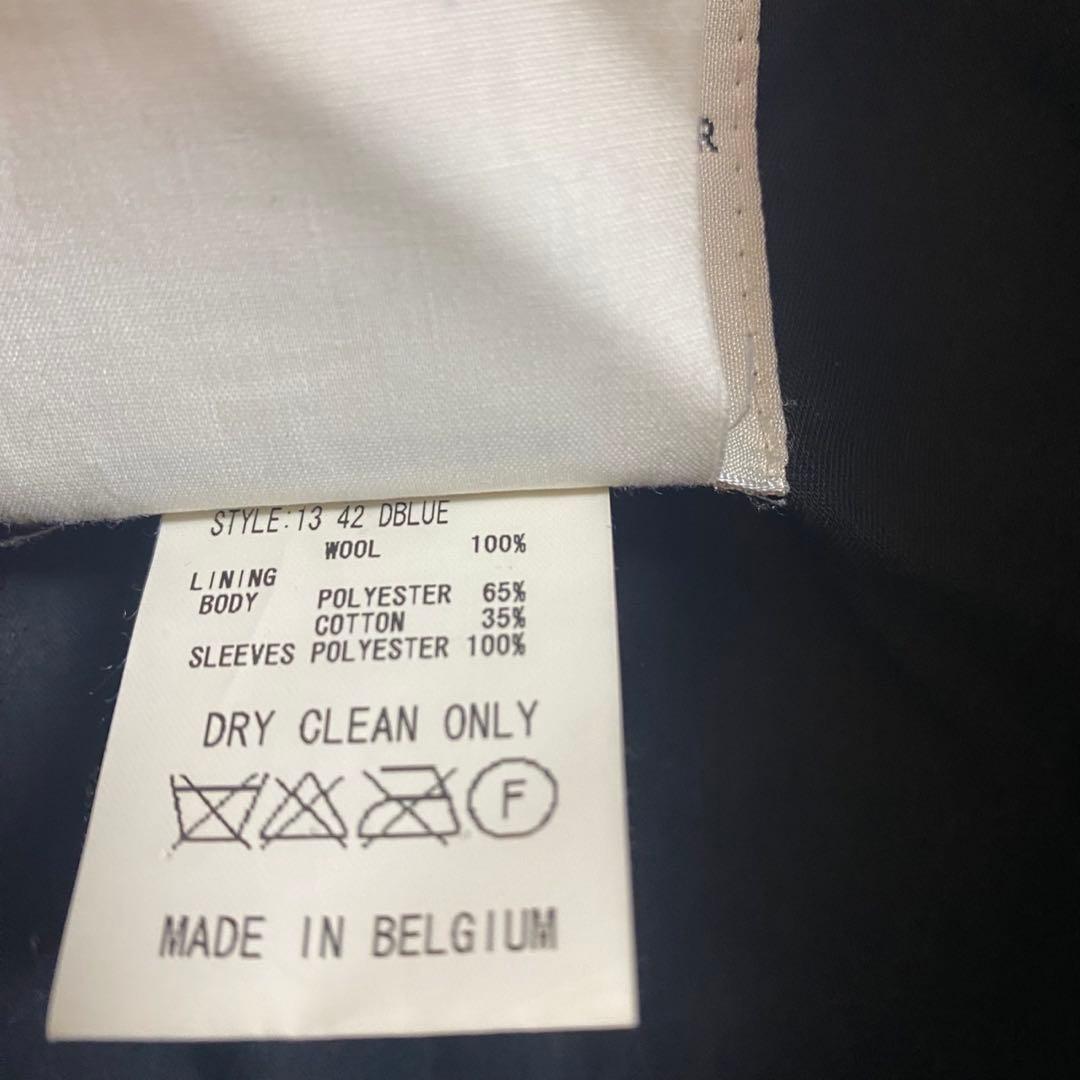 R
STYLE:13 42 DBLUE
WOOL 100%
LINING
BODY POLYESTER 65%
COTTON 35%
SLEEVES POLYESTER 100%
DRY CLEAN ONLY
F
MADE IN BELGIUM